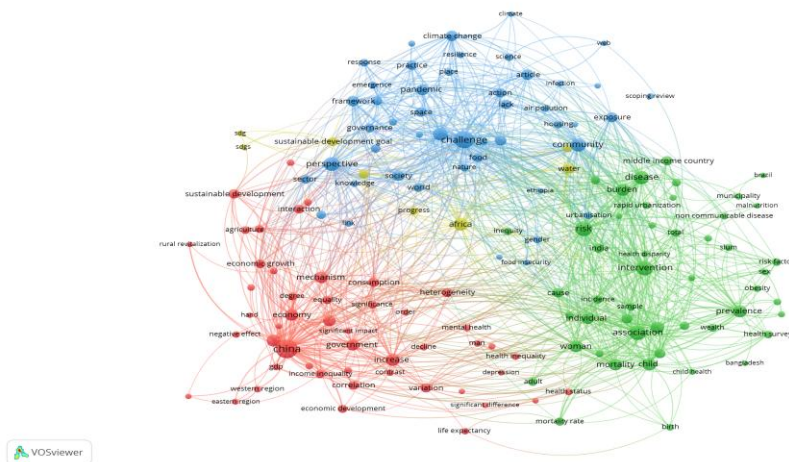 climate
climate change
web
resilience
science
response
practice
place
article
emergence
pandemic
action
infection
scoping review
framework
space
lack
air pollution
exposure
sdg
governance
housing
sustainable development goal
challenge
community
sdgs
food
middle income country
perspective
nature
water
disease
sector
knowledge
society
world
ethiopia
burden
brazil
sustainable development
rapid urbanization
municipality
malnutrition
interaction
progress
link
urbanisation
non communicable disease
agriculture
africa
inequity
risk
total
rural revitalization
gender
india
health disparity
slum
economic growth
food insecurity
intervention
risk factor
sex
mechanism
consumption
degree
heterogeneity
cause
obesity
equality
significance
incidence
sample
hand
economy
order
individual
prevalence
negative effect
significant impact
mental health
association
wealth
health survey
china
government
decline
man
woman
increase
health inequality
mortality
child
bangladesh
gdp
income inequality
contrast
depression
adult
child health
western region
correlation
variation
health status
eastern region
economic development
significant difference
mortality rate
life expectancy
birth
VOSviewer